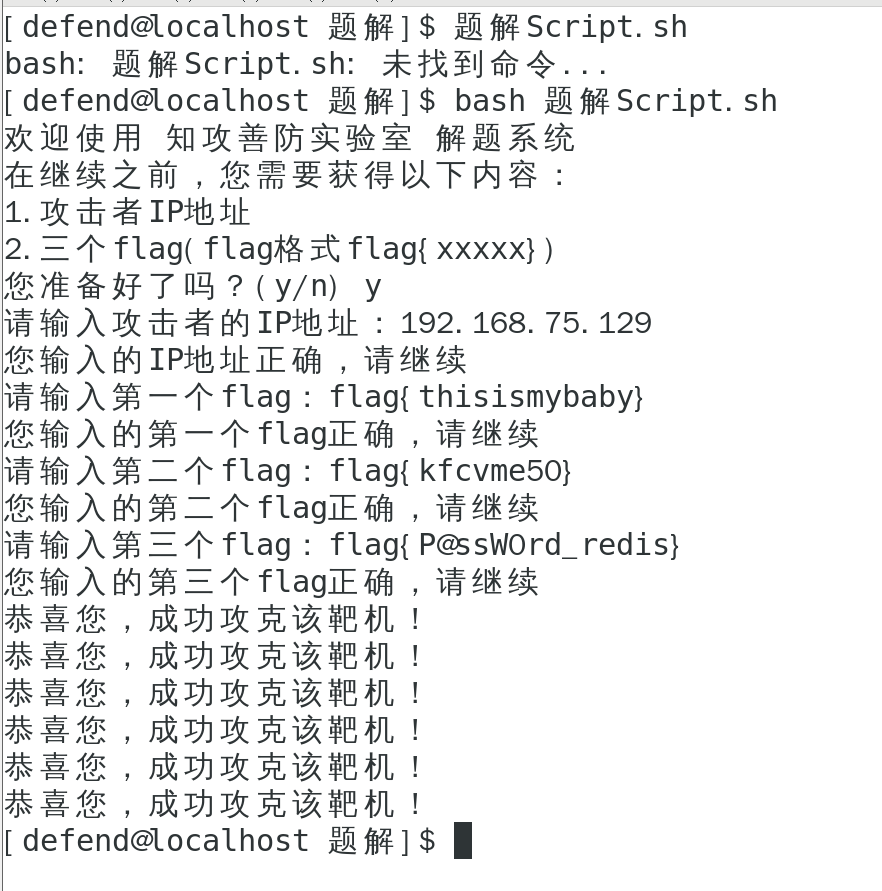 [defend@localhost 题解]$ 题解Script.sh
bash: 题解Script.sh: 未找到命令...
[defend@localhost 题解]$ bash 题解Script.sh
欢迎使用 知攻善防实验室 解题系统
在继续之前，您需要获得以下内容：
1.攻击者IP地址
2.三个flag(flag格式flag{xxxxx})
您准备好了吗？(y/n) y
请输入攻击者的IP地址：192.168.75.129
您输入的IP地址正确，请继续
请输入第一个flag：flag{thisismybaby}
您输入的第一个flag正确，请继续
请输入第二个flag：flag{kfcvme50}
您输入的第二个flag正确，请继续
请输入第三个flag：flag{P@ssW0rd_redis}
您输入的第三个flag正确，请继续
恭喜您，成功攻克该靶机！
恭喜您，成功攻克该靶机！
恭喜您，成功攻克该靶机！
恭喜您，成功攻克该靶机！
恭喜您，成功攻克该靶机！
恭喜您，成功攻克该靶机！
[defend@localhost 题解]$